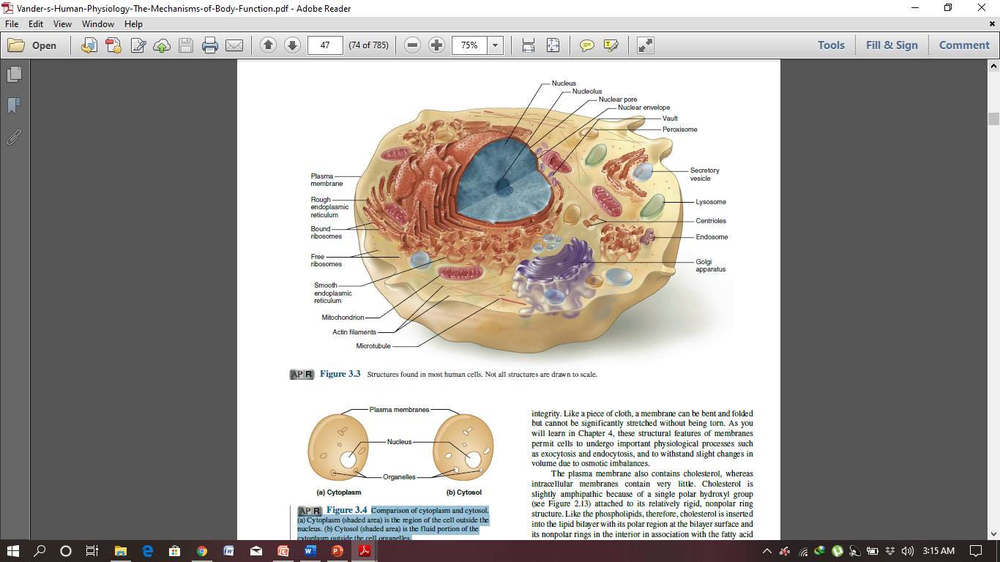 Vander-s-Human-Physiology-The-Mechanisms-of-Body-Function.pdf - Adobe Reader
File Edit View Window Help
Open 47 (74 of 785) 75% Tools Fill & Sign Comment
Nucleus
Nucleolus
Nuclear pore
Nuclear envelope
Vault
Peroxisome
Secretory
vesicle
Lysosome
Centrioles
Endosome
Golgi
apparatus
Plasma
membrane
Rough
endoplasmic
reticulum
Bound
ribosomes
Free
ribosomes
Smooth
endoplasmic
reticulum
Mitochondrion
Actin filaments
Microtubule
AP|R Figure 3.3 Structures found in most human cells. Not all structures are drawn to scale.
Plasma membranes
Nucleus
Organelles
(a) Cytoplasm (b) Cytosol
AP|R Figure 3.4 Comparison of cytoplasm and cytosol.
(a) Cytoplasm (shaded area) is the region of the cell outside the
nucleus. (b) Cytosol (shaded area) is the fluid portion of the
cytoplasm outside the cell organelles.
integrity. Like a piece of cloth, a membrane can be bent and folded
but cannot be significantly stretched without being torn. As you
will learn in Chapter 4, these structural features of membranes
permit cells to undergo important physiological processes such
as exocytosis and endocytosis, and to withstand slight changes in
volume due to osmotic imbalances.
The plasma membrane also contains cholesterol, whereas
intracellular membranes contain very little. Cholesterol is
slightly amphipathic because of a single polar hydroxyl group
(see Figure 2.13) attached to its relatively rigid, nonpolar ring
structure. Like the phospholipids, therefore, cholesterol is inserted
into the lipid bilayer with its polar region at the bilayer surface and
its nonpolar rings in the interior in association with the fatty acid
3:15 AM